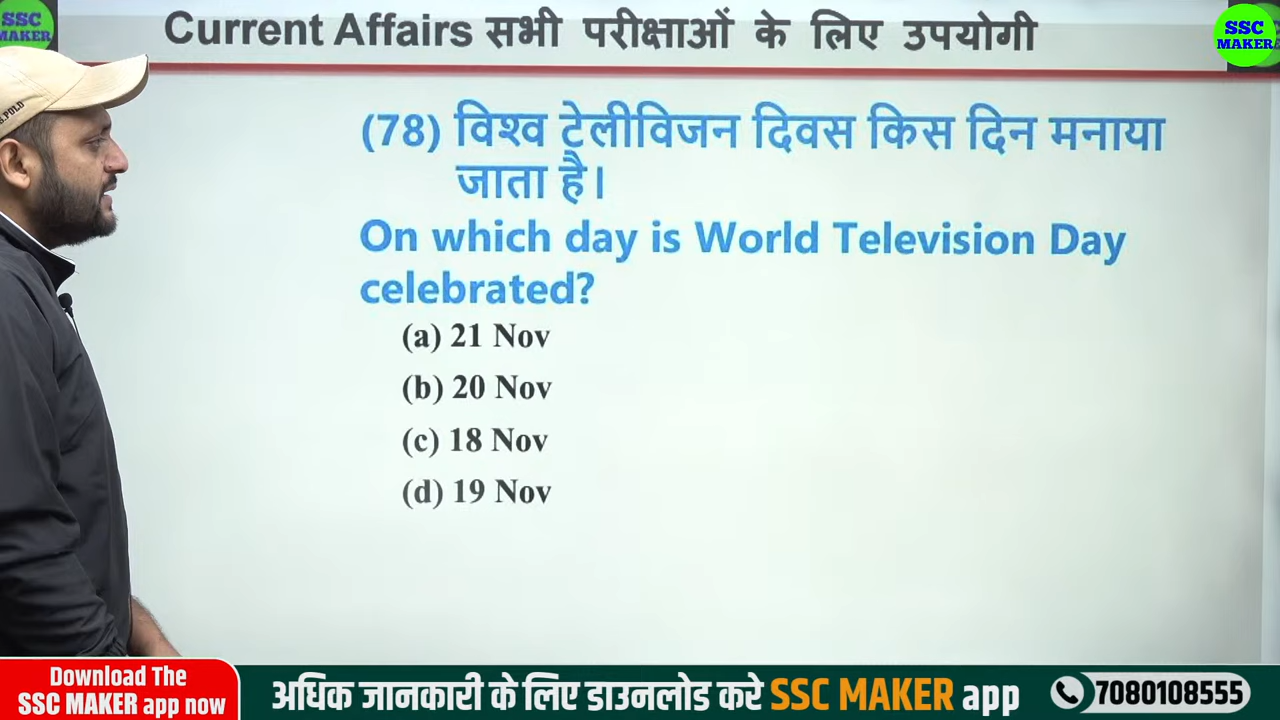 SSC
MAKER
Current Affairs सभी परीक्षाओं के लिए उपयोगी
SSC
MAKER
S.POLO
(78) विश्व टेलीविजन दिवस किस दिन मनाया
जाता है।
On which day is World Television Day
celebrated?
(a) 21 Nov
(b) 20 Nov
(c) 18 Nov
(d) 19 Nov
Download The
SSC MAKER app now
अधिक जानकारी के लिए डाउनलोड करे SSC MAKER app
7080108555